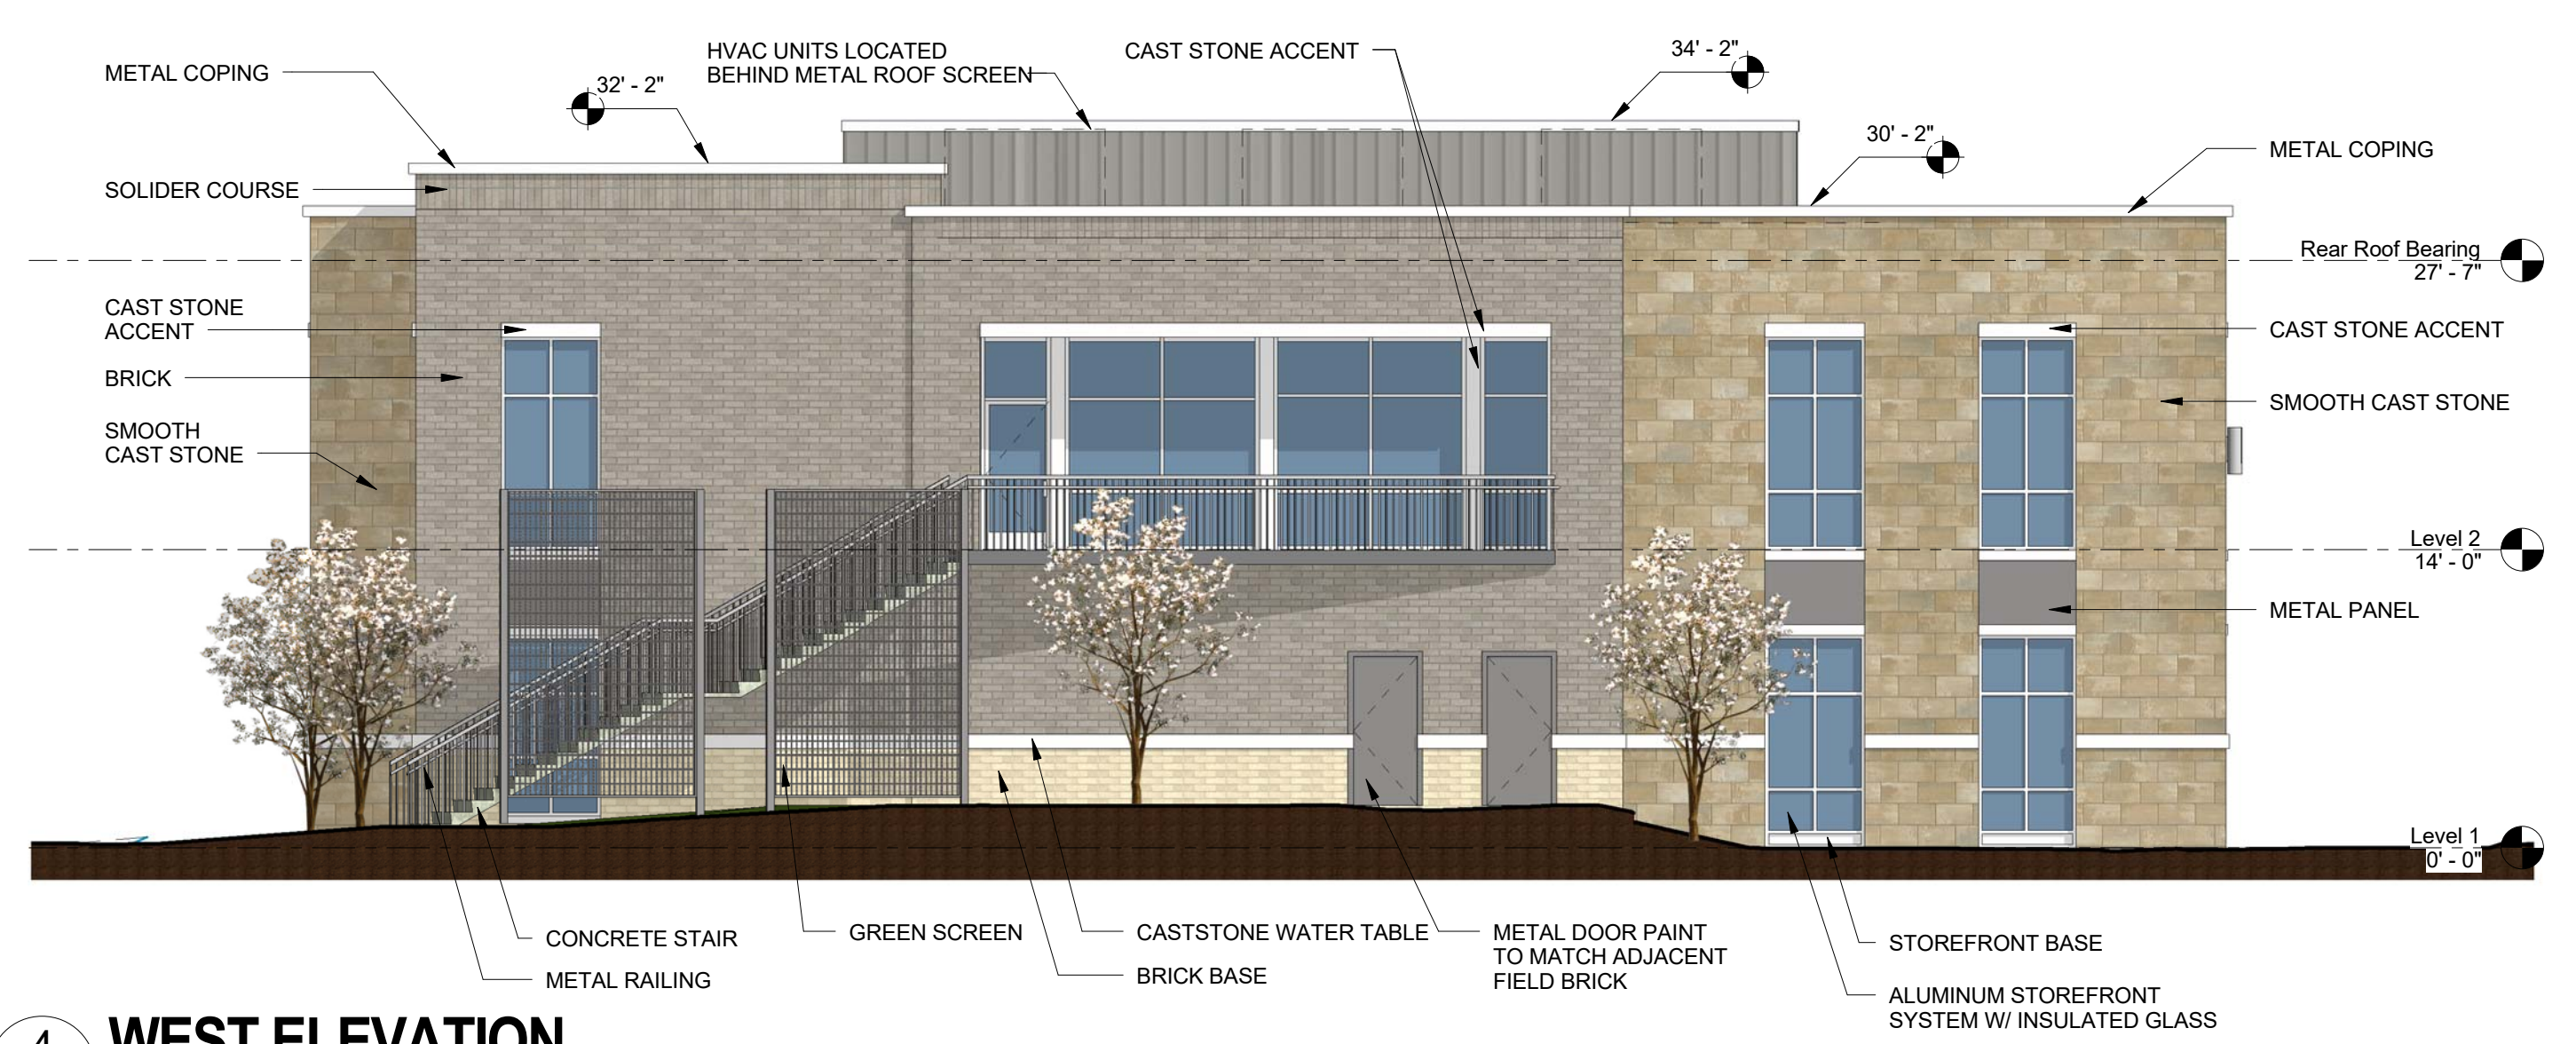 METAL COPING
32' - 2"
HVAC UNITS LOCATED
BEHIND METAL ROOF SCREEN
CAST STONE ACCENT
34' - 2"
30' - 2"
METAL COPING
SOLIDER COURSE
Rear Roof Bearing
27' - 7"
CAST STONE
ACCENT
CAST STONE ACCENT
BRICK
SMOOTH CAST STONE
SMOOTH
CAST STONE
Level 2
14' - 0"
METAL PANEL
Level 1
0' - 0"
CONCRETE STAIR
METAL RAILING
GREEN SCREEN
CASTSTONE WATER TABLE
BRICK BASE
METAL DOOR PAINT
TO MATCH ADJACENT
FIELD BRICK
STOREFRONT BASE
ALUMINUM STOREFRONT
SYSTEM W/ INSULATED GLASS
4
WEST ELEVATION